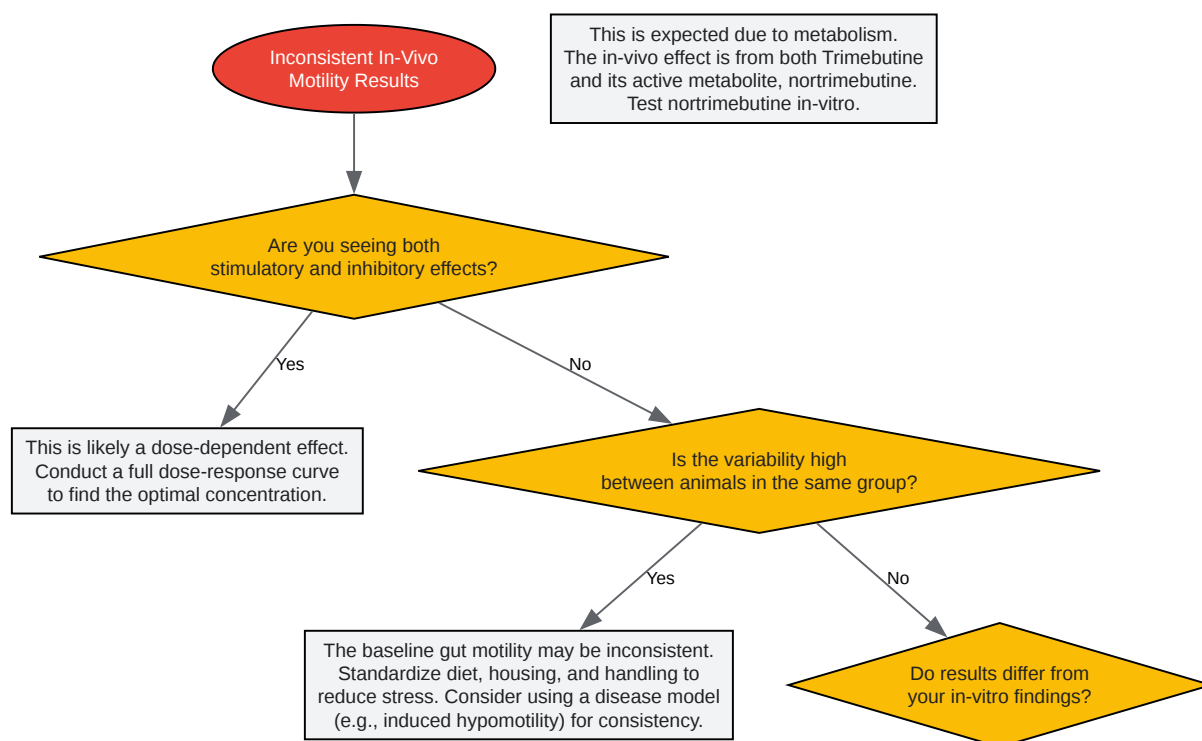 Inconsistent In-Vivo
Motility Results
This is expected due to metabolism.
The in-vivo effect is from both Trimebutine
and its active metabolite, nortrimebutine.
Test nortrimebutine in-vitro.
Are you seeing both
stimulatory and inhibitory effects?
Yes
No
This is likely a dose-dependent effect.
Conduct a full dose-response curve
to find the optimal concentration.
Is the variability high
between animals in the same group?
Yes
No
The baseline gut motility may be inconsistent.
Standardize diet, housing, and handling to
reduce stress. Consider using a disease model
(e.g., induced hypomotility) for consistency.
Do results differ from
your in-vitro findings?